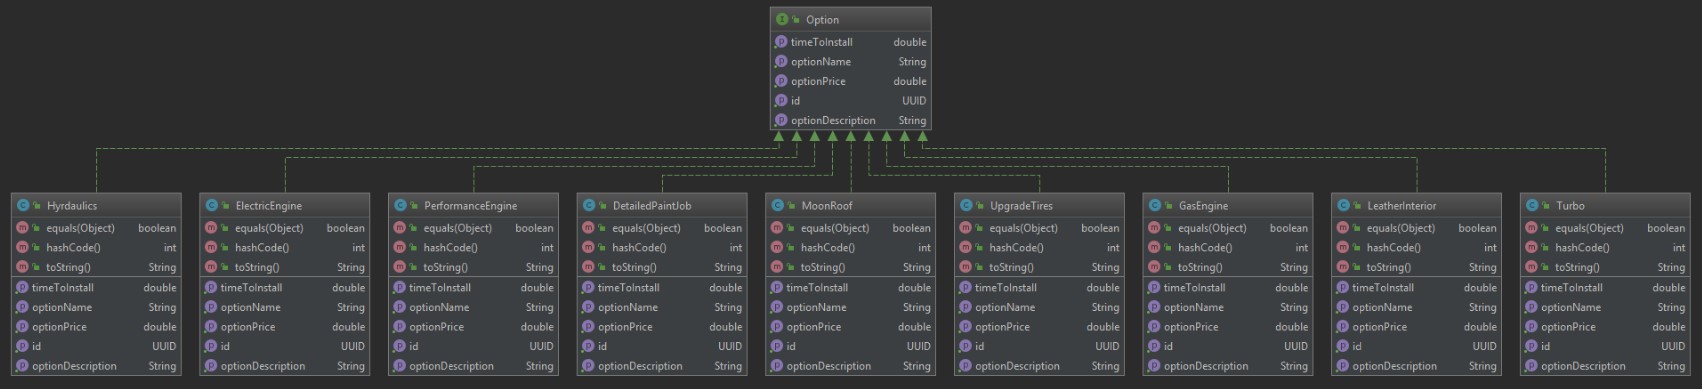 Option
timeToInstall double
optionName String
optionPrice double
id UUID
optionDescription String
Hyrdaulics
equals(Object) boolean
hashCode() int
toString() String
timeToInstall double
optionName String
optionPrice double
id UUID
optionDescription String
ElectricEngine
equals(Object) boolean
hashCode() int
toString() String
timeToInstall double
optionName String
optionPrice double
id UUID
optionDescription String
PerformanceEngine
equals(Object) boolean
hashCode() int
toString() String
timeToInstall double
optionName String
optionPrice double
id UUID
optionDescription String
DetailedPaintJob
equals(Object) boolean
hashCode() int
toString() String
timeToInstall double
optionName String
optionPrice double
id UUID
optionDescription String
MoonRoof
equals(Object) boolean
hashCode() int
toString() String
timeToInstall double
optionName String
optionPrice double
id UUID
optionDescription String
UpgradeTires
equals(Object) boolean
hashCode() int
toString() String
timeToInstall double
optionName String
optionPrice double
id UUID
optionDescription String
GasEngine
equals(Object) boolean
hashCode() int
toString() String
timeToInstall double
optionName String
optionPrice double
id UUID
optionDescription String
LeatherInterior
equals(Object) boolean
hashCode() int
toString() String
timeToInstall double
optionName String
optionPrice double
id UUID
optionDescription String
Turbo
equals(Object) boolean
hashCode() int
toString() String
timeToInstall double
optionName String
optionPrice double
id UUID
optionDescription String